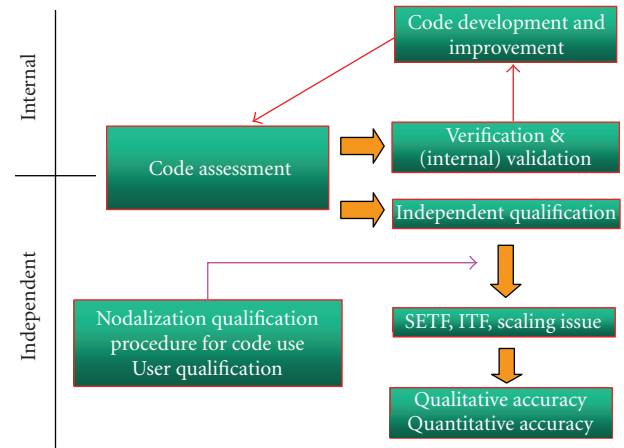 Code development and
improvement
Internal
Code assessment
Verification &
(internal) validation
Independent qualification
Independent
Nodalization qualification
procedure for code use
User qualification
SETF, ITF, scaling issue
Qualitative accuracy
Quantitative accuracy